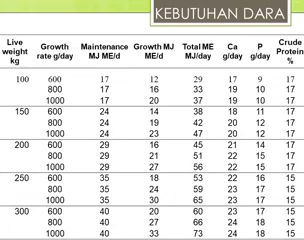 KEBUTUHAN DARA
Live weight kg Growth rate g/day Maintenance MJ ME/d Growth MJ ME/d Total ME MJ/day Ca g/day P g/day Crude Protein %
100 600 17 12 29 17 9 17
800 17 16 33 19 10 17
1000 17 20 37 19 10 17
150 600 24 14 38 18 11 17
800 24 19 42 20 12 17
1000 24 23 47 20 12 17
200 600 29 16 45 21 14 17
800 29 21 51 22 15 17
1000 29 27 56 22 15 17
250 600 35 18 53 22 16 15
800 35 24 59 23 17 15
1000 35 30 65 23 17 15
300 600 40 20 60 23 17 15
800 40 27 66 24 18 15
1000 40 33 73 24 18 15